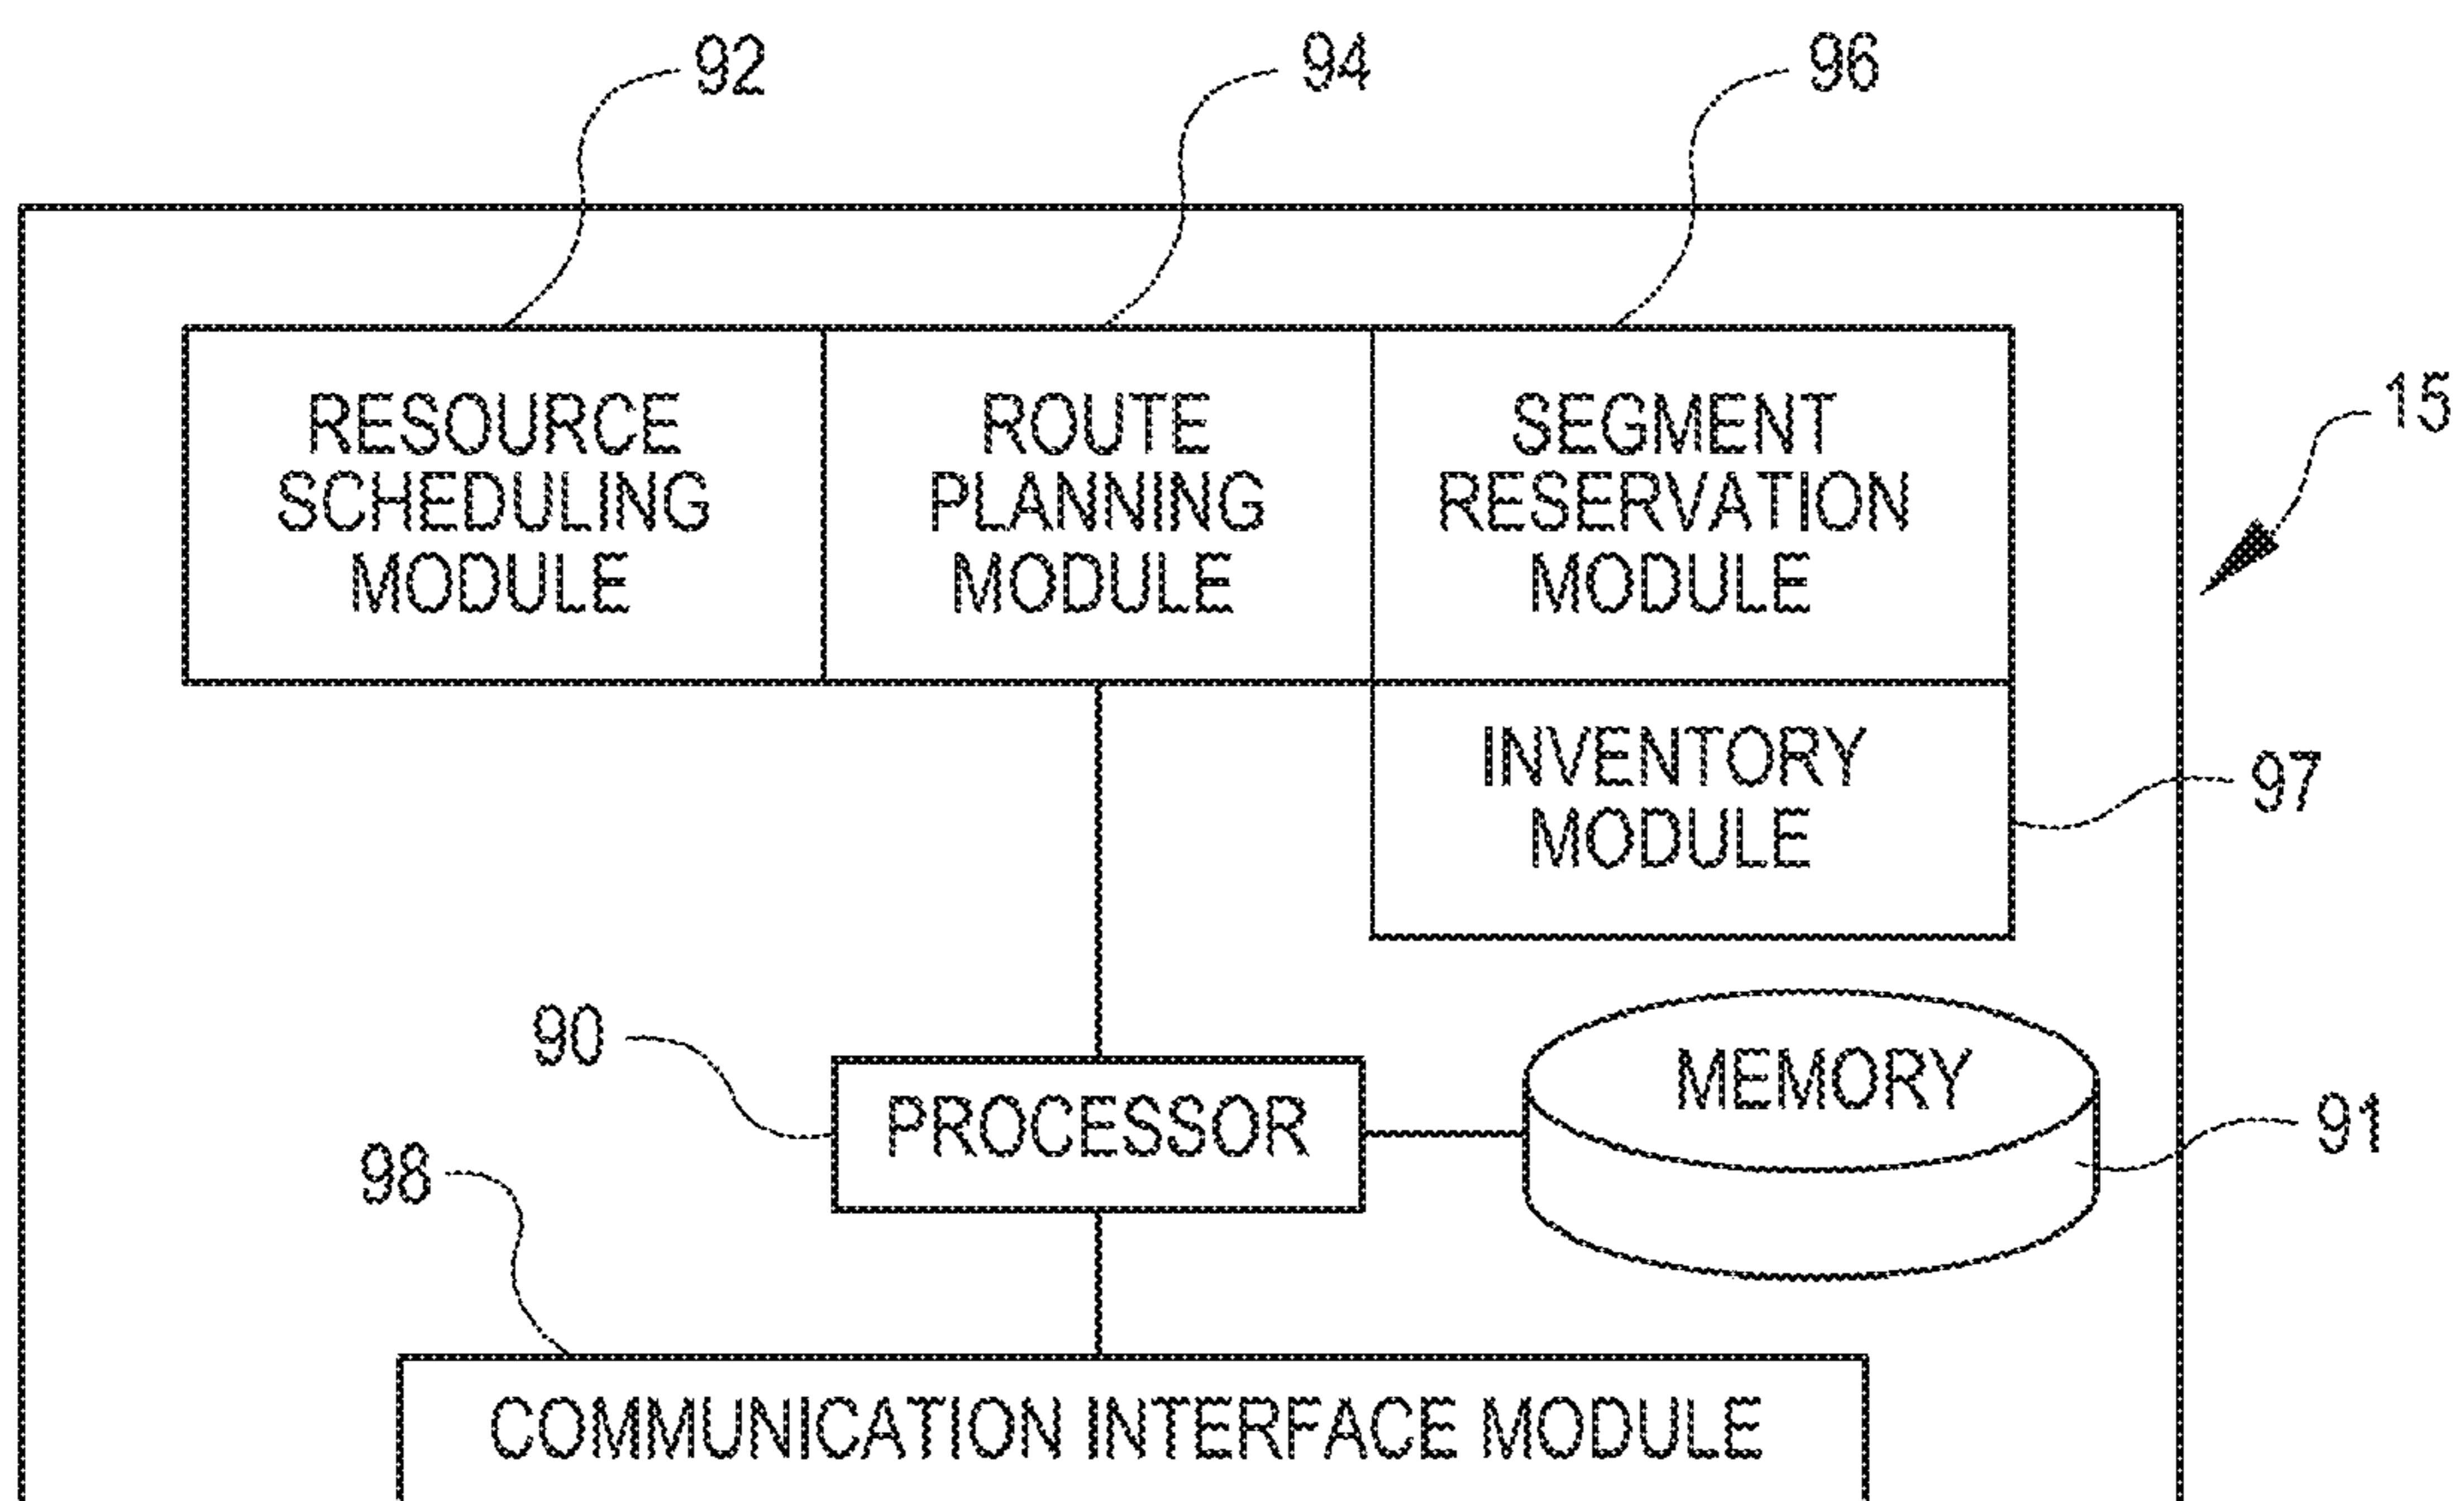 92
94
96
RESOURCE
SCHEDULING
MODULE
ROUTE
PLANNING
MODULE
SEGMENT
RESERVATION
MODULE
15
INVENTORY
MODULE
97
90
PROCESSOR
MEMORY
91
98
COMMUNICATION INTERFACE MODULE